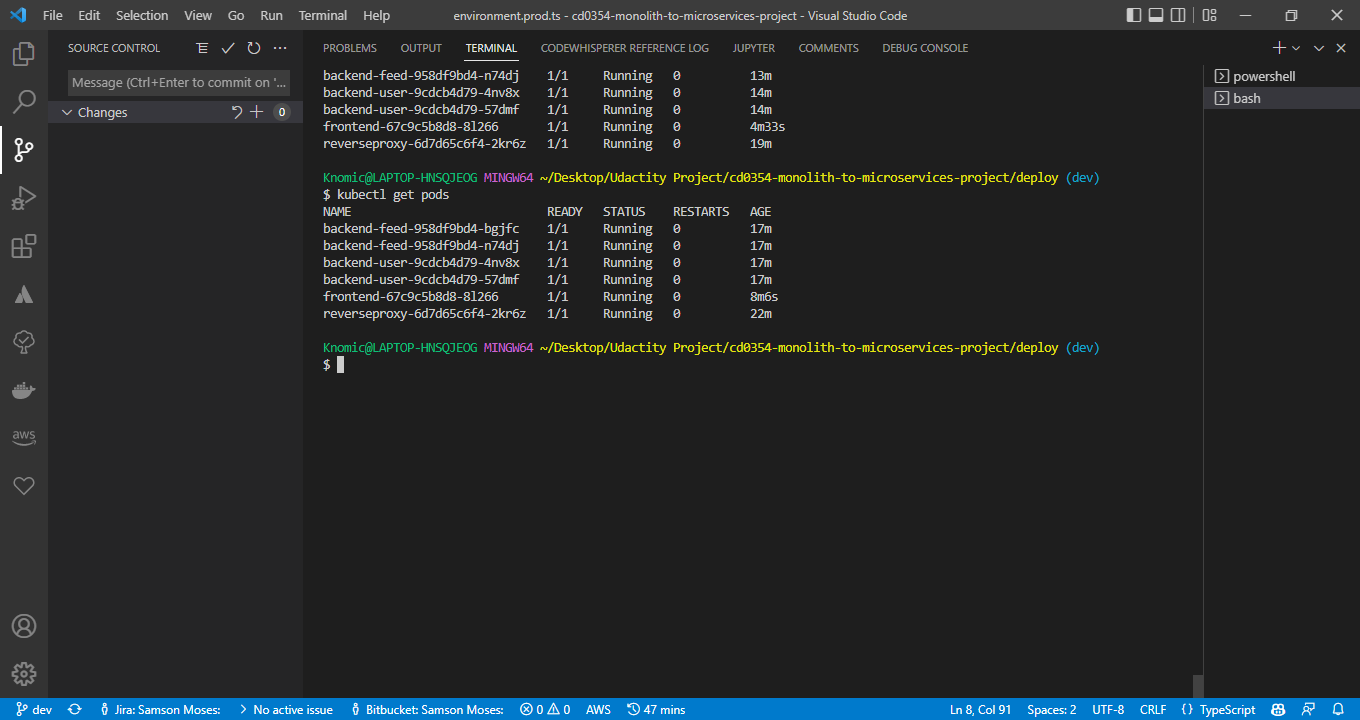 File Edit Selection View Go Run Terminal Help environment.prod.ts - cd0354-monolith-to-microservices-project - Visual Studio Code
SOURCE CONTROL
Message (Ctrl+Enter to commit on '...
Changes 0
PROBLEMS OUTPUT TERMINAL CODEWHISPERER REFERENCE LOG JUPYTER COMMENTS DEBUG CONSOLE
backend-feed-958df9bd4-n74dj 1/1 Running 0 13m
backend-user-9cdcb4d79-4nv8x 1/1 Running 0 14m
backend-user-9cdcb4d79-57dmf 1/1 Running 0 14m
frontend-67c9c5b8d8-8l266 1/1 Running 0 4m33s
reverseproxy-6d7d65c6f4-2kr6z 1/1 Running 0 19m
Knomic@LAPTOP-HNSQJEOG MINGW64 ~/Desktop/Udactity Project/cd0354-monolith-to-microservices-project/deploy (dev)
$ kubectl get pods
NAME READY STATUS RESTARTS AGE
backend-feed-958df9bd4-bgjfc 1/1 Running 0 17m
backend-feed-958df9bd4-n74dj 1/1 Running 0 17m
backend-user-9cdcb4d79-4nv8x 1/1 Running 0 17m
backend-user-9cdcb4d79-57dmf 1/1 Running 0 17m
frontend-67c9c5b8d8-8l266 1/1 Running 0 8m6s
reverseproxy-6d7d65c6f4-2kr6z 1/1 Running 0 22m
Knomic@LAPTOP-HNSQJEOG MINGW64 ~/Desktop/Udactity Project/cd0354-monolith-to-microservices-project/deploy (dev)
$
powershell
bash
aws
dev Jira: Samson Moses: No active issue Bitbucket: Samson Moses: 0 0 AWS 47 mins Ln 8, Col 91 Spaces: 2 UTF-8 CRLF { } TypeScript